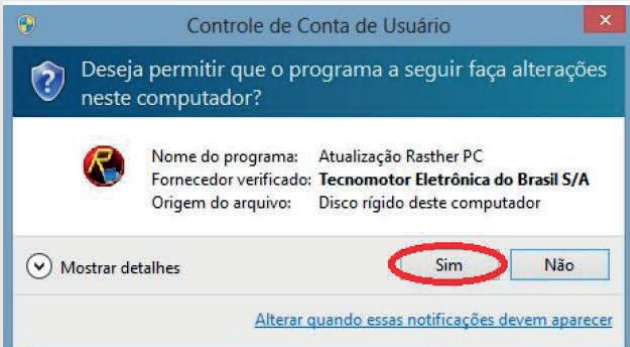 Controle de Conta de Usuário
Deseja permitir que o programa a seguir faça alterações
neste computador?
Nome do programa: Atualização Rasther PC
Fornecedor verificado: Tecnomotor Eletrônica do Brasil S/A
Origem do arquivo: Disco rígido deste computador
Mostrar detalhes Sim Não
Alterar quando essas notificações devem aparecer